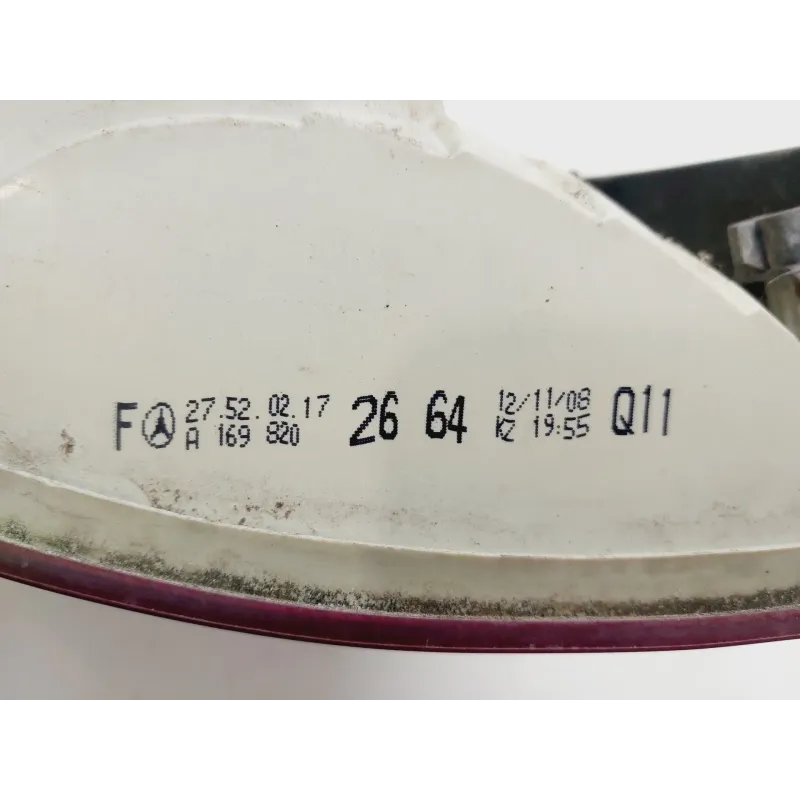 F 27.52.02.17 26 64 12/11/08 Q11
A 169 820 KZ 19:55